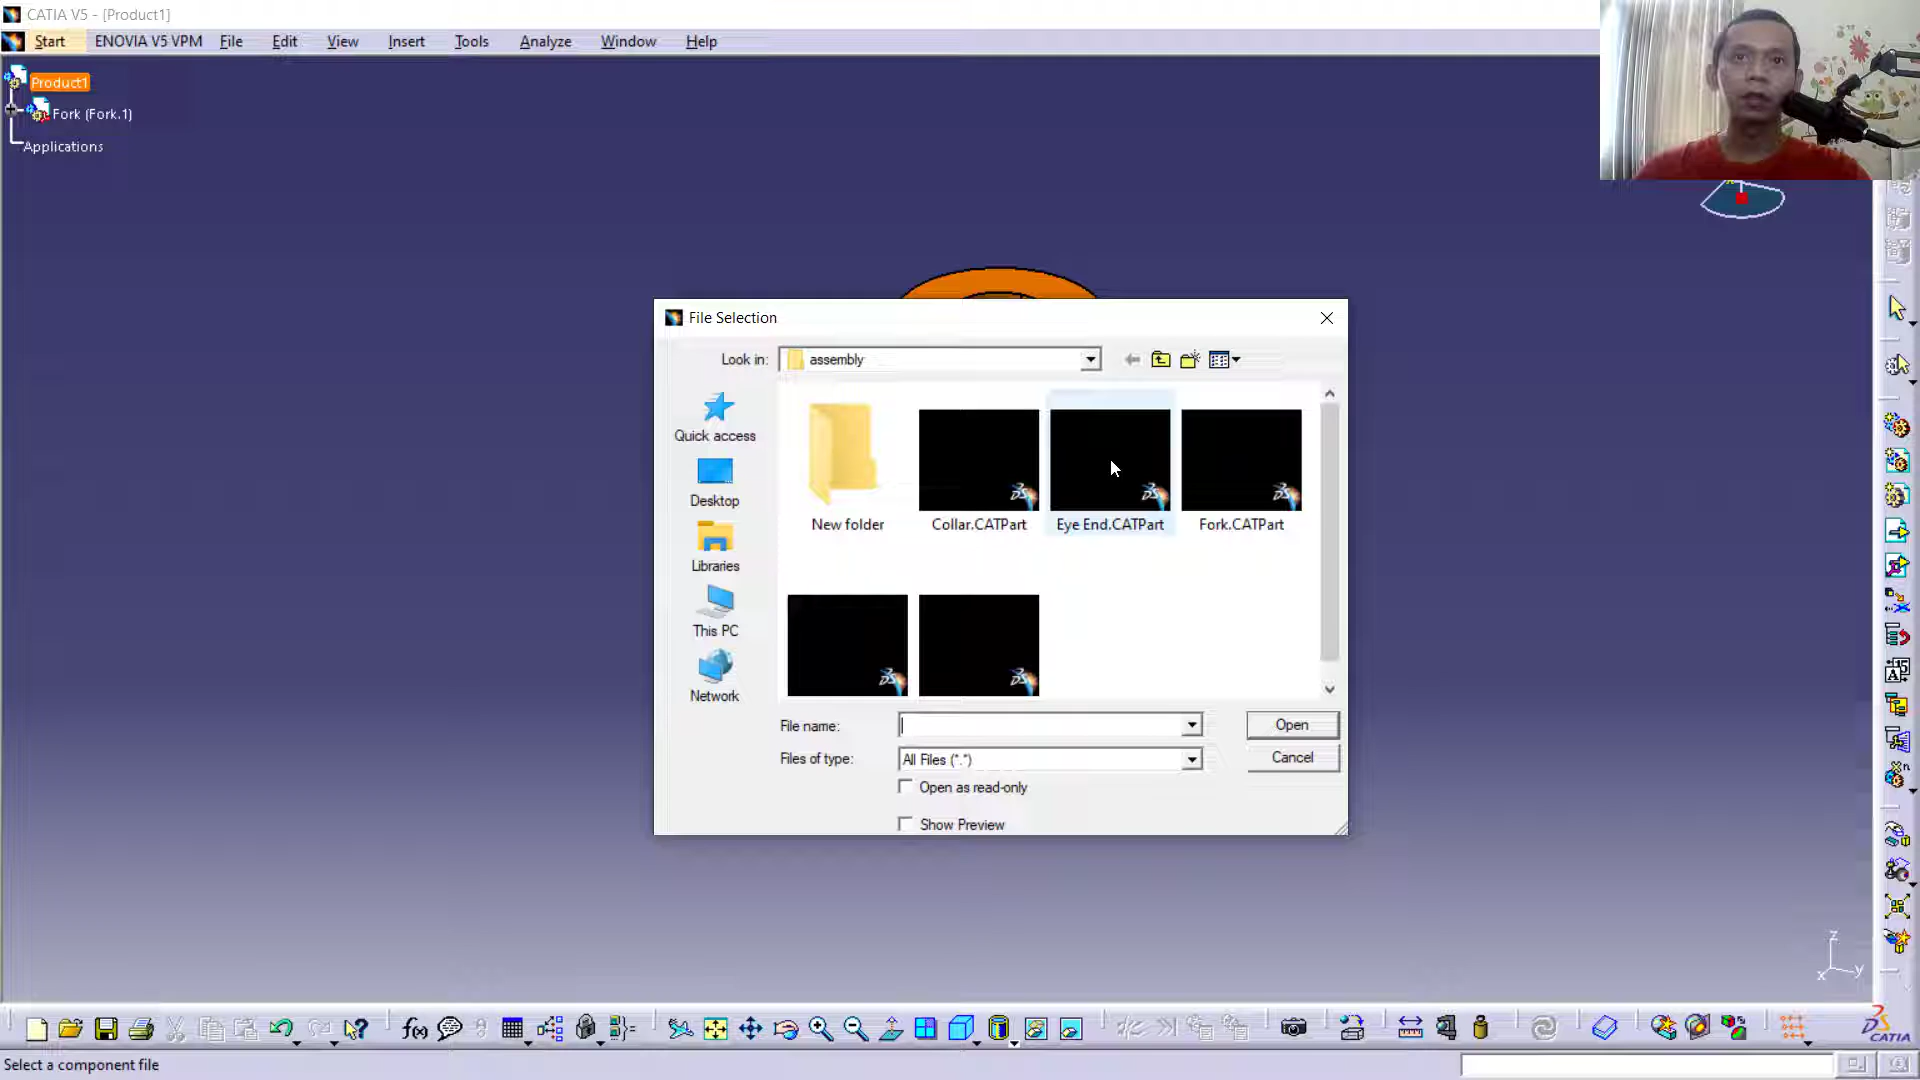 CATIA V5 - [Product1]
Start ENOVIA V5 VPM File Edit View Insert Tools Analyze Window Help
Product1
Fork (Fork.1)
Applications
File Selection
Look in: assembly
Quick access
Desktop
Libraries
This PC
Network
New folder
Collar.CATPart
Eye End.CATPart
Fork.CATPart
File name:
Open
Files of type: All Files (*.*)
Cancel
Open as read-only
Show Preview
z
x
y
f(x)
CATIA
Select a component file